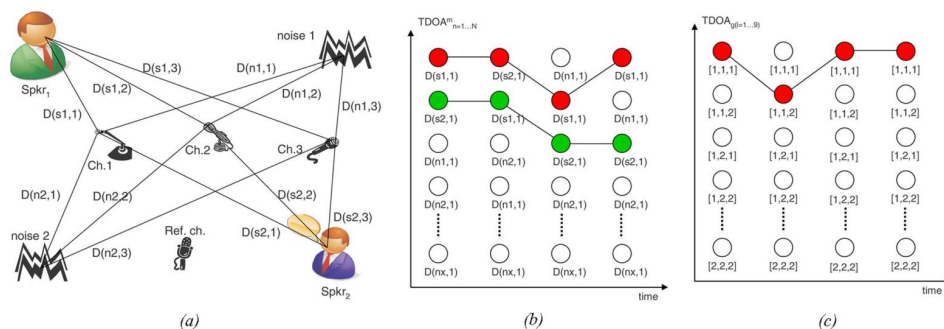 noise 1
Spkr1
D(s1,3)
D(s1,2)
D(s1,1)
D(n1,1)
D(n1,2)
D(n1,3)
Ch.1
Ch.2
Ch.3
D(n2,1)
D(n2,2)
D(n2,3)
D(s2,2)
D(s2,1)
D(s2,3)
noise 2
Ref. ch.
Spkr2
(a)
TDOA^m n=1...N
D(s1,1) D(s2,1) D(n1,1) D(s1,1)
D(s2,1) D(s1,1) D(s1,1) D(n1,1)
D(n1,1) D(n2,1) D(s2,1) D(s2,1)
D(n2,1) D(n1,1) D(n2,1) D(n2,1)
D(nx,1) D(nx,1) D(nx,1) D(nx,1)
time
(b)
TDOA g(l=1...9)
[1,1,1] [1,1,1] [1,1,1] [1,1,1]
[1,1,2] [1,1,2] [1,1,2] [1,1,2]
[1,2,1] [1,2,1] [1,2,1] [1,2,1]
[1,2,2] [1,2,2] [1,2,2] [1,2,2]
[2,2,2] [2,2,2] [2,2,2] [2,2,2]
time
(c)